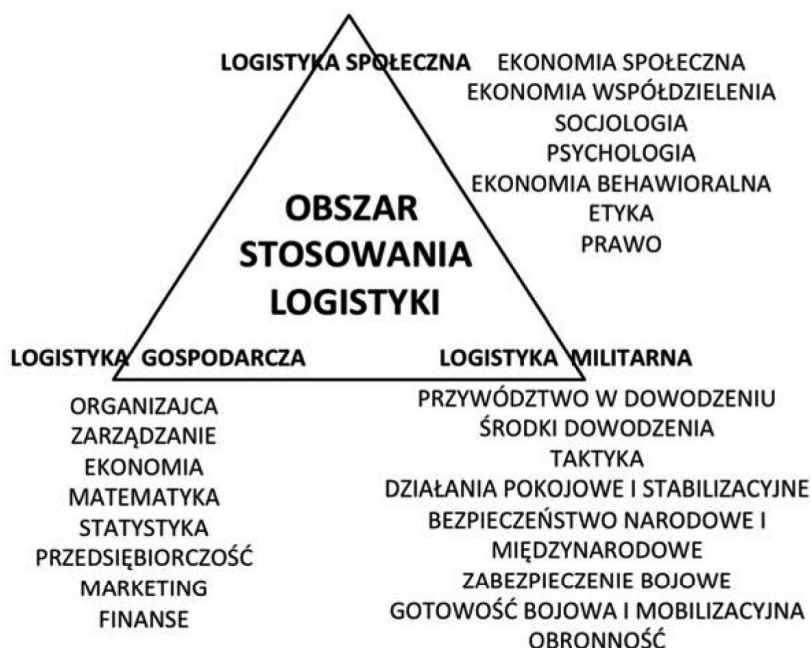 LOGISTYKA SPOŁECZNA
EKONOMIA SPOŁECZNA
EKONOMIA WSPÓŁDZIELENIA
SOCJOLOGIA
PSYCHOLOGIA
EKONOMIA BEHAWIORALNA
ETYKA
PRAWO
OBSZAR
STOSOWANIA
LOGISTYKI
LOGISTYKA GOSPODARCZA
ORGANIZAJCA
ZARZĄDZANIE
EKONOMIA
MATEMATYKA
STATYSTYKA
PRZEDSIĘBIORCZOŚĆ
MARKETING
FINANSE
LOGISTYKA MILITARNA
PRZYWÓDZTWO W DOWODZENIU
ŚRODKI DOWODZENIA
TAKTYKA
DZIAŁANIA POKOJOWE I STABILIZACYJNE
BEZPIECZEŃSTWO NARODOWE I
MIĘDZYNARODOWE
ZABEZPIECZENIE BOJOWE
GOTOWOŚĆ BOJOWA I MOBILIZACYJNA
OBRONNOŚĆ